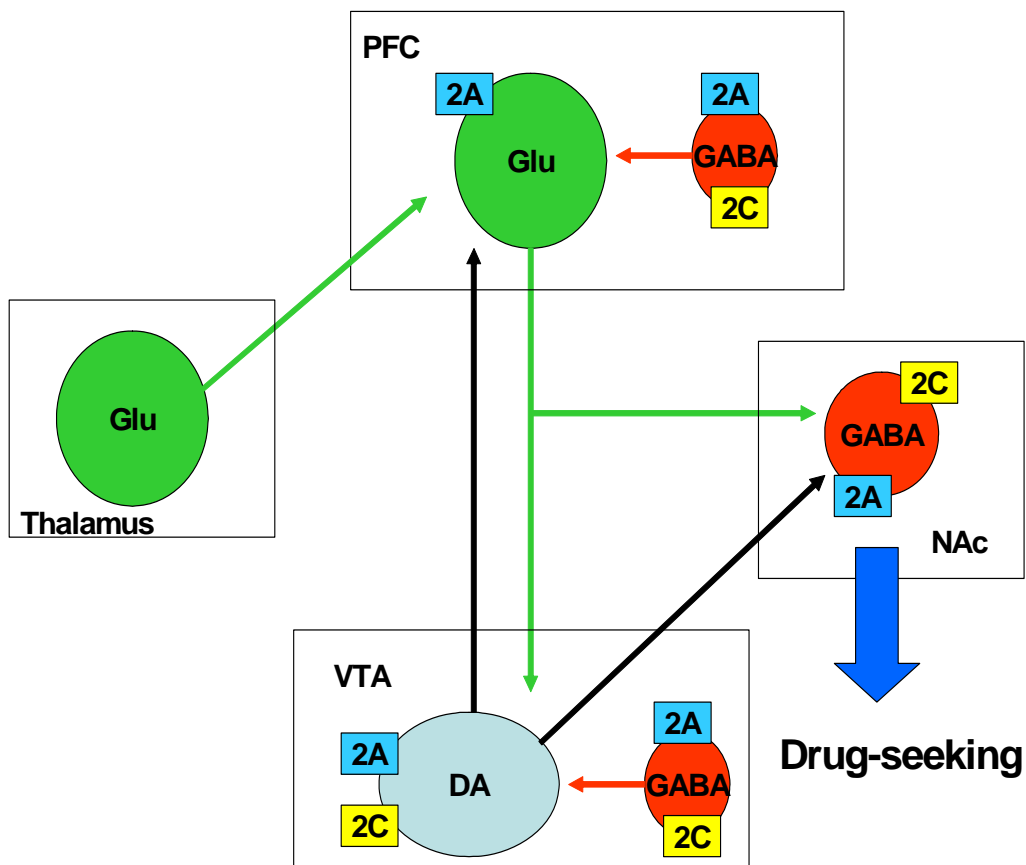 PFC
2A
2A
Glu
GABA
2C
2C
Glu
GABA
2A
Thalamus
NAc
VTA
2A
2A
Drug-seeking
DA
GABA
2C
2C